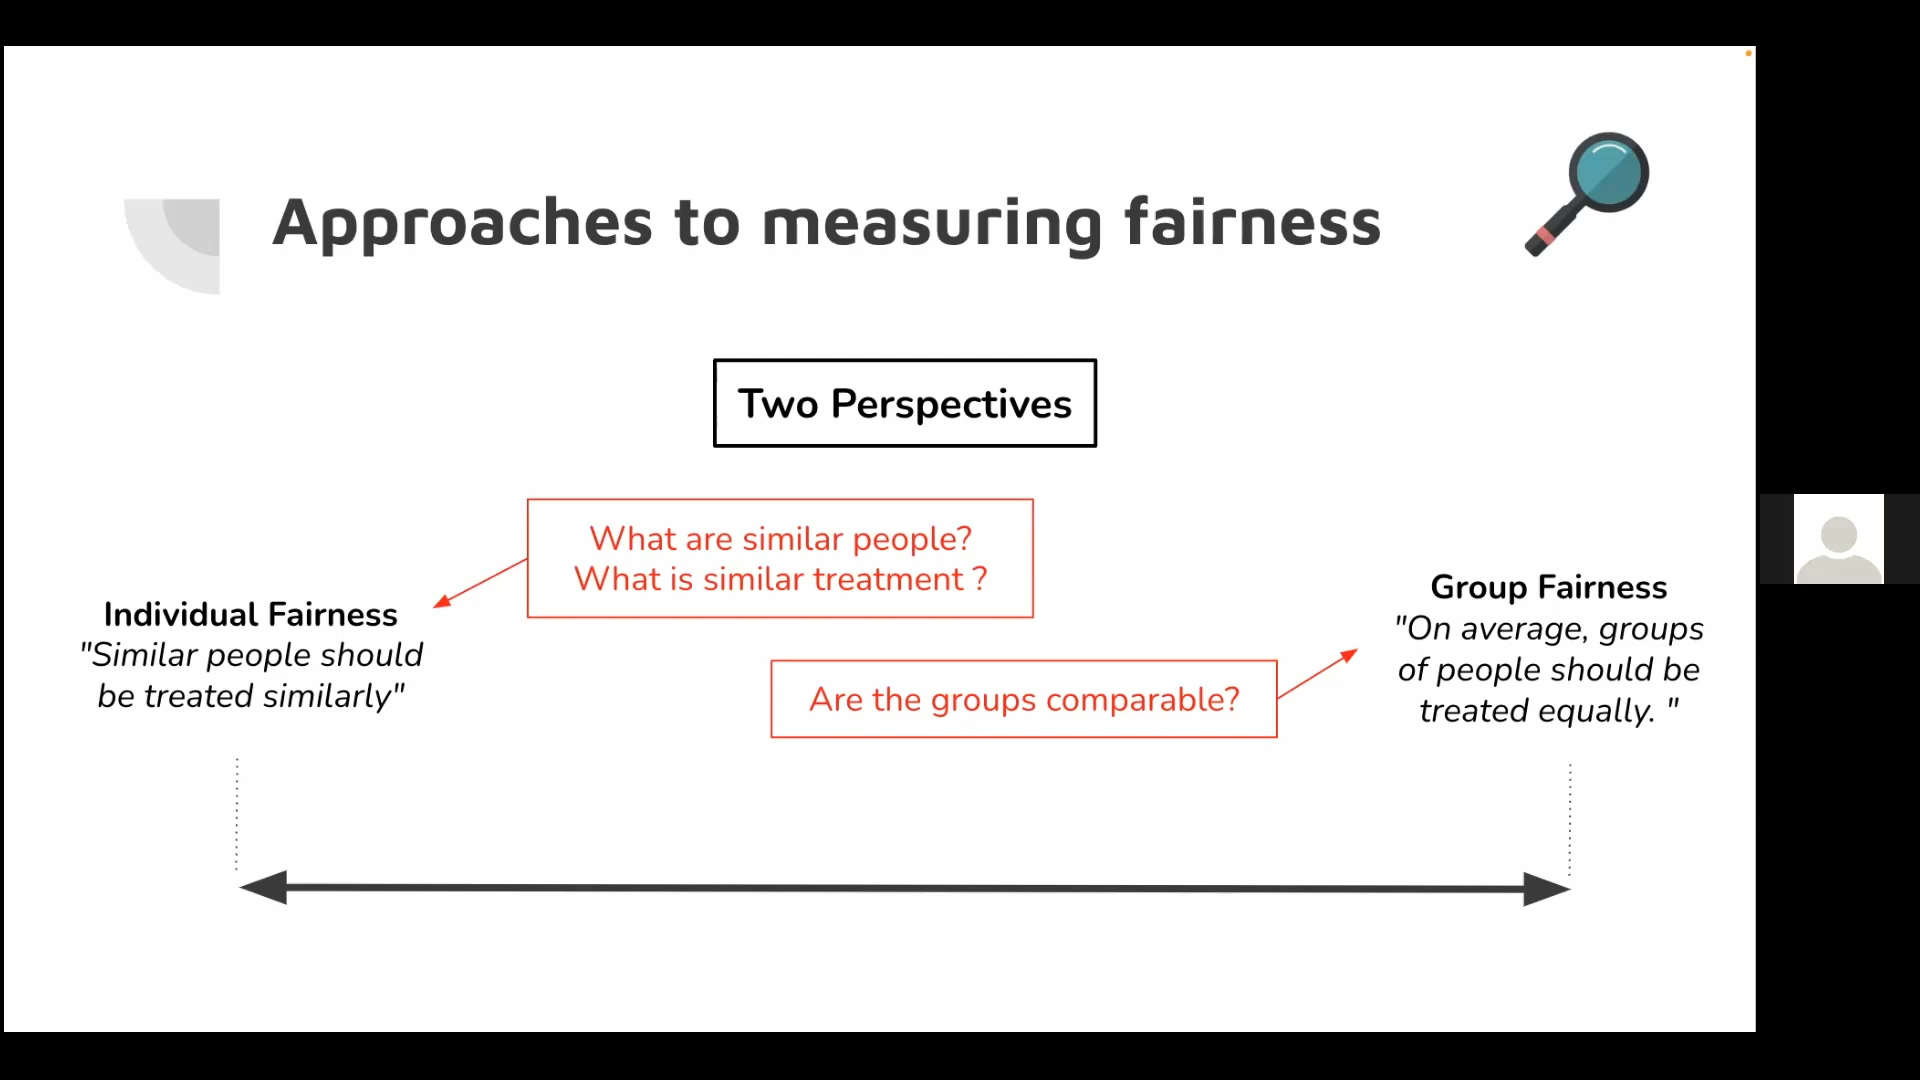 Approaches to measuring fairness
Two Perspectives
What are similar people?
What is similar treatment ?
Individual Fairness
"Similar people should
be treated similarly"
Are the groups comparable?
Group Fairness
"On average, groups
of people should be
treated equally. "